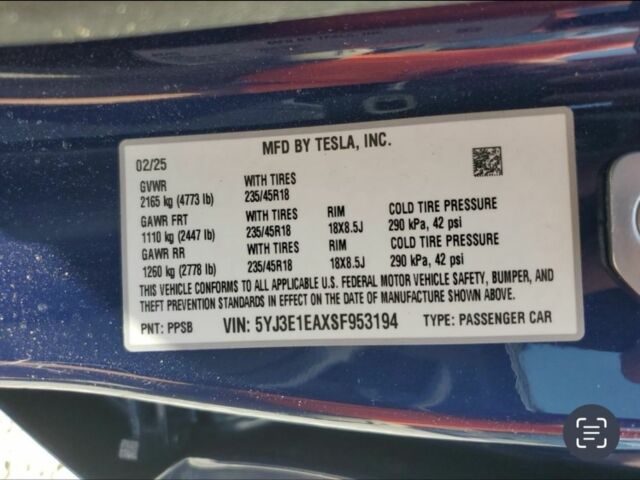 MFD BY TESLA, INC.
02/25
GVWR WITH TIRES
2165 kg (4773 lb) 235/45R18
GAWR FRT WITH TIRES RIM COLD TIRE PRESSURE
1110 kg (2447 lb) 235/45R18 18X8.5J 290 kPa, 42 psi
GAWR RR WITH TIRES RIM COLD TIRE PRESSURE
1260 kg (2778 lb) 235/45R18 18X8.5J 290 kPa, 42 psi
THIS VEHICLE CONFORMS TO ALL APPLICABLE U.S. FEDERAL MOTOR VEHICLE SAFETY, BUMPER, AND
THEFT PREVENTION STANDARDS IN EFFECT ON THE DATE OF MANUFACTURE SHOWN ABOVE.
PNT: PPSB VIN: 5YJ3E1EAXSF953194 TYPE: PASSENGER CAR